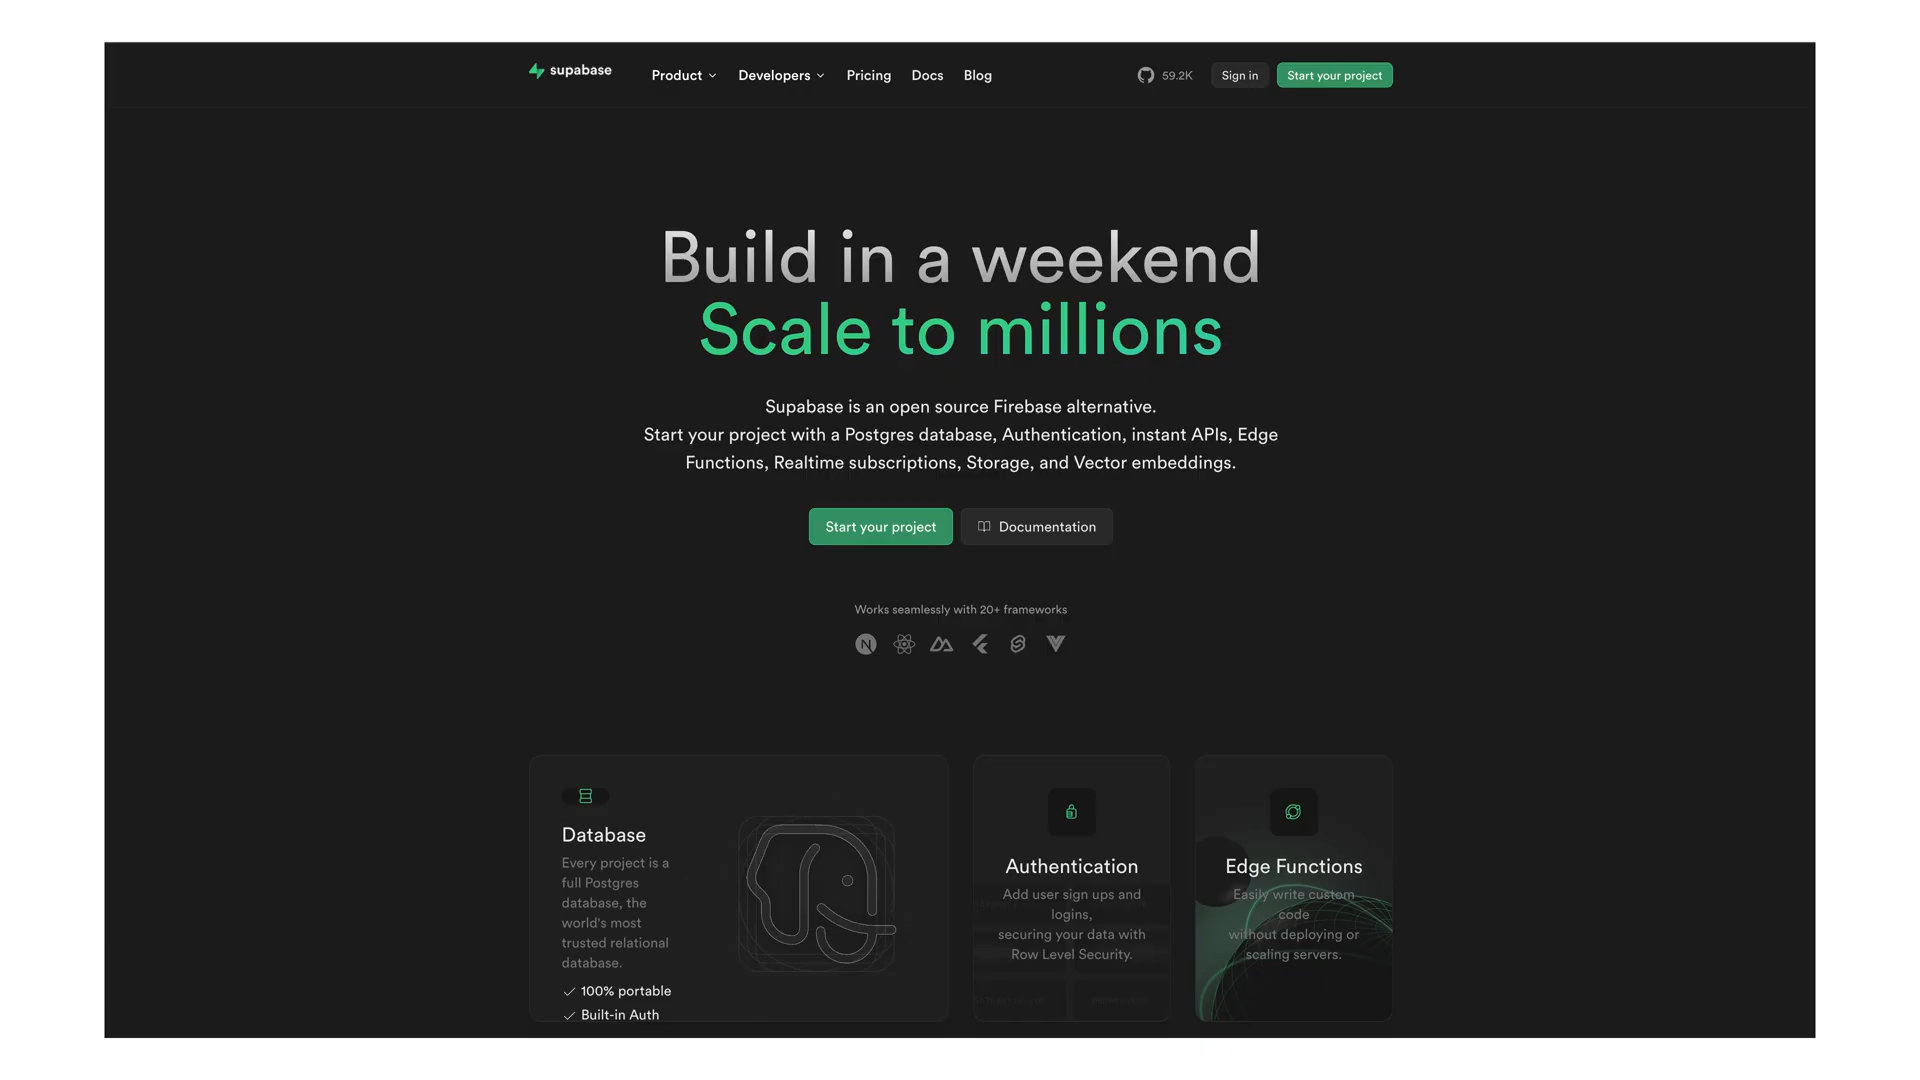 supabase
Product
Developers
Pricing
Docs
Blog
59.2K
Sign in
Start your project
Build in a weekend
Scale to millions
Supabase is an open source Firebase alternative.
Start your project with a Postgres database, Authentication, instant APIs, Edge
Functions, Realtime subscriptions, Storage, and Vector embeddings.
Start your project
Documentation
Works seamlessly with 20+ frameworks
Database
Every project is a
full Postgres
database, the
world's most
trusted relational
database.
100% portable
Built-in Auth
Authentication
Add user sign ups and
logins,
securing your data with
Row Level Security.
Edge Functions
Easily write custom
code
without deploying or
scaling servers.